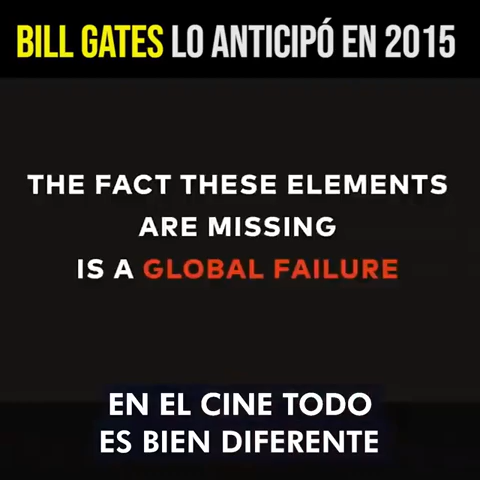 BILL GATES LO ANTICIPÓ EN 2015
THE FACT THESE ELEMENTS
ARE MISSING
IS A GLOBAL FAILURE
EN EL CINE TODO
ES BIEN DIFERENTE